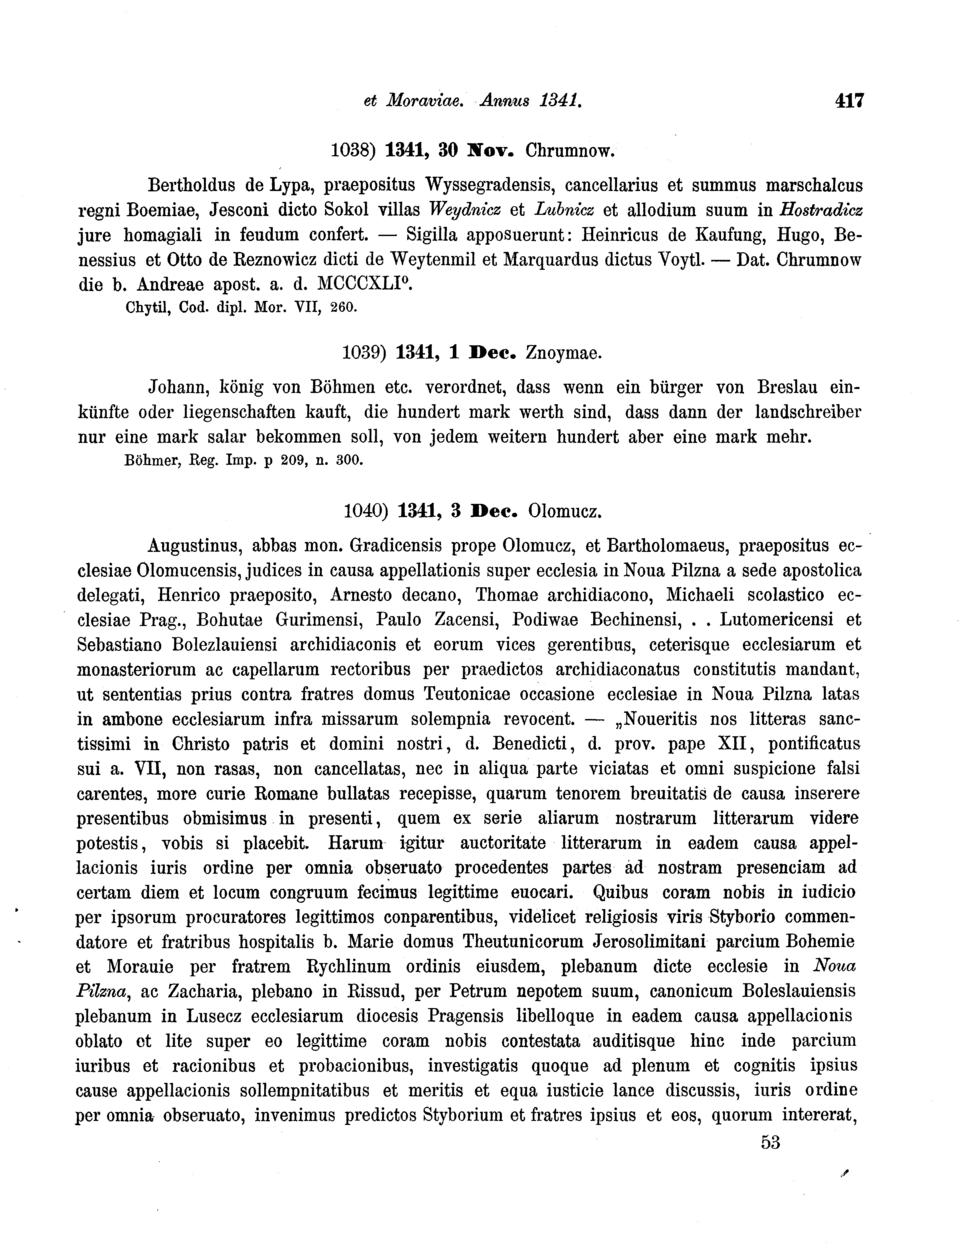 et Moraviae. Annus 1341. 417
1038) 1341, 30 Nov. Chrumnow.
Bertholdus de Lypa, praepositus Wyssegradensis, cancellarius et summus marschalcus
regni Boemiae, Jesconi dicto Sokol villas Weydnicz et Lubnicz et allodium suum in Hostradicz
jure homagiali in feudum confert. — Sigilla apposuerunt: Heinricus de Kaufung, Hugo, Be-
nessius et Otto de Reznowicz dicti de Weytenmil et Marquardus dictus Voytl. — Dat. Chrumnow
die b. Andreae apost. a. d. MCCCXLI⁰.
Chytil, Cod. dipl. Mor. VII, 260.
1039) 1341, 1 Dec. Znoymae.
Johann, könig von Böhmen etc. verordnet, dass wenn ein bürger von Breslau ein-
künfte oder liegenschaften kauft, die hundert mark werth sind, dass dann der landschreiber
nur eine mark salar bekommen soll, von jedem weitern hundert aber eine mark mehr.
Böhmer, Reg. Imp. p 209, n. 300.
1040) 1341, 3 Dec. Olomucz.
Augustinus, abbas mon. Gradicensis prope Olomucz, et Bartholomaeus, praepositus ec-
clesiae Olomucensis, judices in causa appellationis super ecclesia in Noua Pilzna a sede apostolica
delegati, Henrico praeposito, Arnesto decano, Thomae archidiacono, Michaeli scolastico ec-
clesiae Prag., Bohutae Gurimensi, Paulo Zacensi, Podiwae Bechinensi, . . Lutomericensi et
Sebastiano Bolezlauiensi archidiaconis et eorum vices gerentibus, ceterisque ecclesiarum et
monasteriorum ac capellarum rectoribus per praedictos archidiaconatus constitutis mandant,
ut sententias prius contra fratres domus Teutonicae occasione ecclesiae in Noua Pilzna latas
in ambone ecclesiarum infra missarum solempnia revocent. — „Noueritis nos litteras sanc-
tissimi in Christo patris et domini nostri, d. Benedicti, d. prov. pape XII, pontificatus
sui a. VII, non rasas, non cancellatas, nec in aliqua parte viciatas et omni suspicione falsi
carentes, more curie Romane bullatas recepisse, quarum tenorem breuitatis de causa inserere
presentibus obmisimus in presenti, quem ex serie aliarum nostrarum litterarum videre
potestis, vobis si placebit. Harum igitur auctoritate litterarum in eadem causa appel-
lacionis iuris ordine per omnia obseruato procedentes partes ad nostram presenciam ad
certam diem et locum congruum fecimus legittime euocari. Quibus coram nobis in iudicio
per ipsorum procuratores legittimos conparentibus, videlicet religiosis viris Styborio commen-
datore et fratribus hospitalis b. Marie domus Theutunicorum Jerosolimitani parcium Bohemie
et Morauie per fratrem Rychlinum ordinis eiusdem, plebanum dicte ecclesie in Noua
Pilzna, ac Zacharia, plebano in Rissud, per Petrum nepotem suum, canonicum Boleslauiensis
plebanum in Lusecz ecclesiarum diocesis Pragensis libelloque in eadem causa appellacionis
oblato et lite super eo legittime coram nobis contestata auditisque hinc inde parcium
iuribus et racionibus et probacionibus, investigatis quoque ad plenum et cognitis ipsius
cause appellacionis sollempnitatibus et meritis et equa iusticie lance discussis, iuris ordine
per omnia obseruato, invenimus predictos Styborium et fratres ipsius et eos, quorum intererat,
53